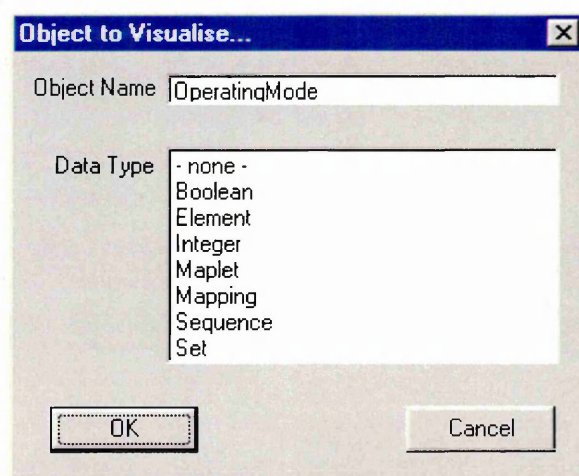 Object to Visualise...
Object Name OperatingMode
Data Type - none -
Boolean
Element
Integer
Maplet
Mapping
Sequence
Set
OK Cancel